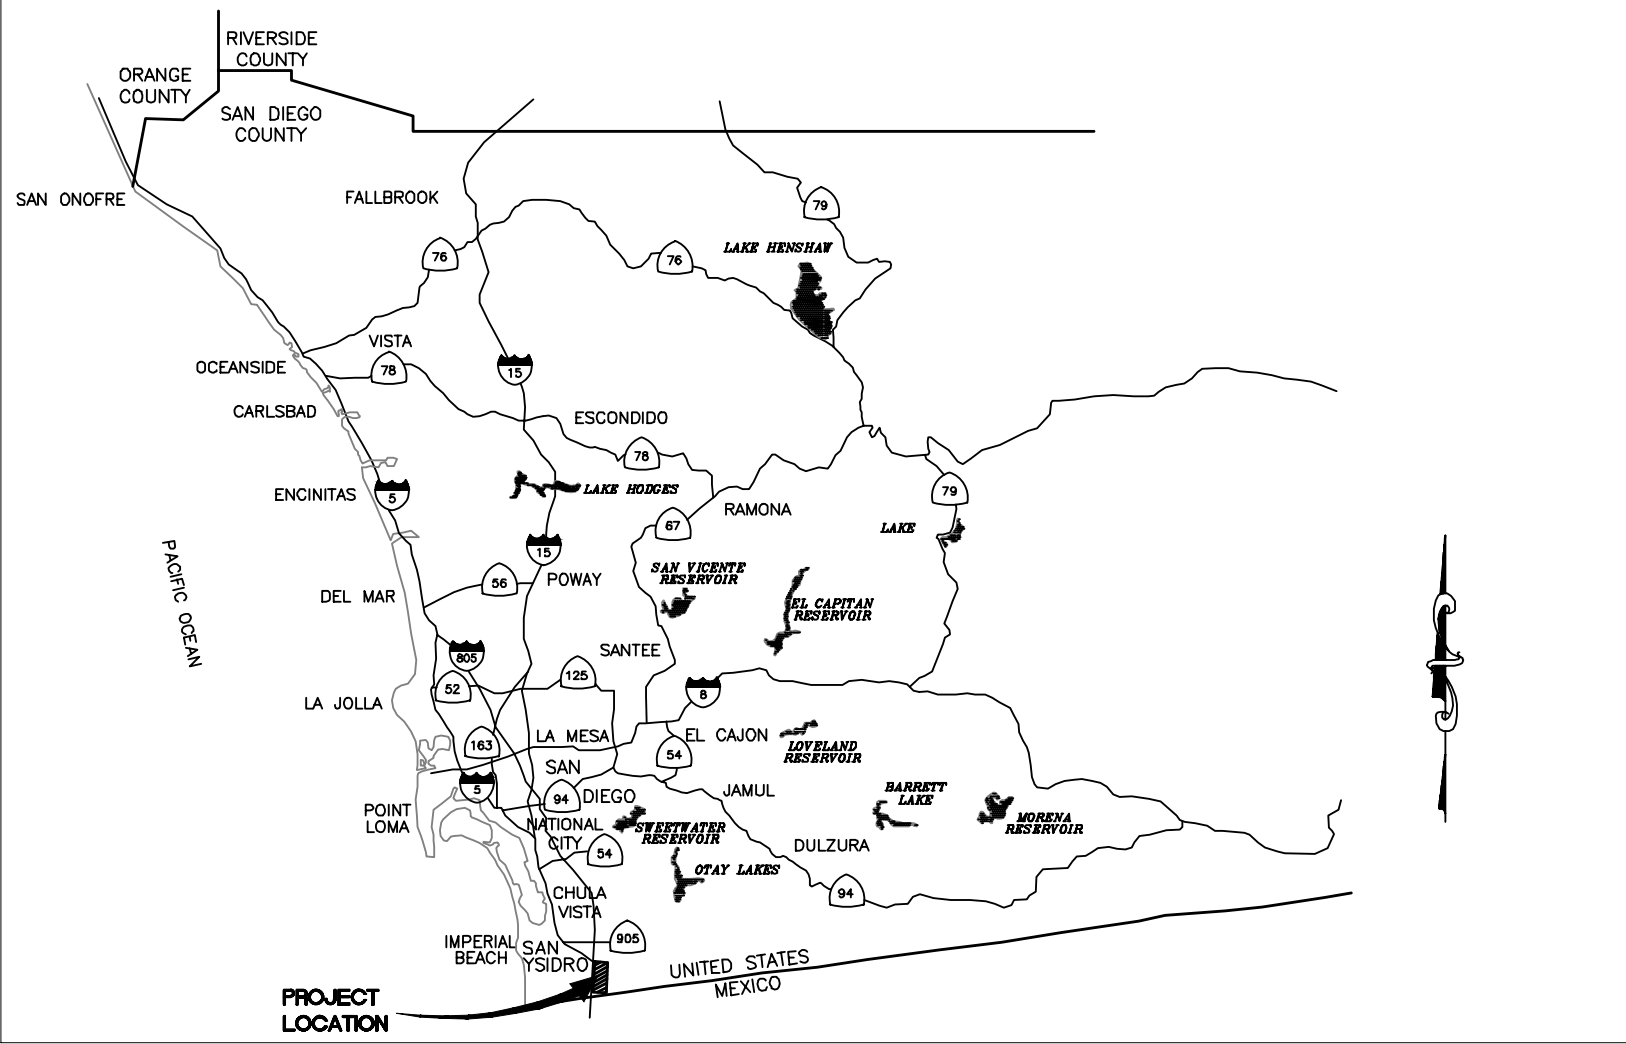 RIVERSIDE
COUNTY
ORANGE
COUNTY
SAN DIEGO
COUNTY
SAN ONOFRE
FALLBROOK
79
76
76
LAKE HENSHAW
VISTA
OCEANSIDE
78
15
CARLSBAD
ESCONDIDO
78
ENCINITAS
5
LAKE HODGES
79
RAMONA
67
LAKE
PACIFIC OCEAN
15
SAN VICENTE
RESERVOIR
56
POWAY
DEL MAR
EL CAPITAN
RESERVOIR
805
SANTEE
125
52
8
LA JOLLA
163
LA MESA
EL CAJON
54
LOVELAND
RESERVOIR
SAN
DIEGO
5
94
JAMUL
BARRETT
LAKE
POINT
LOMA
NATIONAL
CITY
SWEETWATER
RESERVOIR
MORENA
RESERVOIR
54
DULZURA
OTAY LAKES
CHULA
VISTA
94
905
IMPERIAL
BEACH
SAN
YSIDRO
UNITED STATES
MEXICO
PROJECT
LOCATION